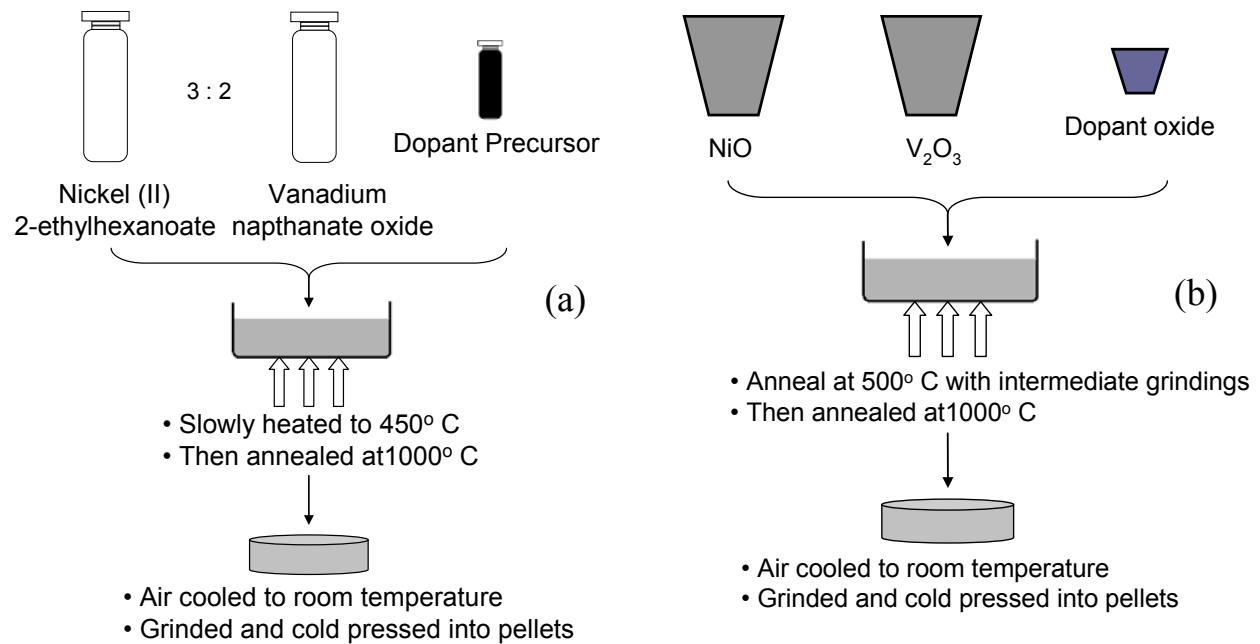 3 : 2
Dopant Precursor
Nickel (II)
2-ethylhexanoate
Vanadium
napthanate oxide
(a)
• Slowly heated to 450° C
• Then annealed at1000° C
• Air cooled to room temperature
• Grinded and cold pressed into pellets
NiO
V₂O₃
Dopant oxide
(b)
• Anneal at 500° C with intermediate grindings
• Then annealed at1000° C
• Air cooled to room temperature
• Grinded and cold pressed into pellets